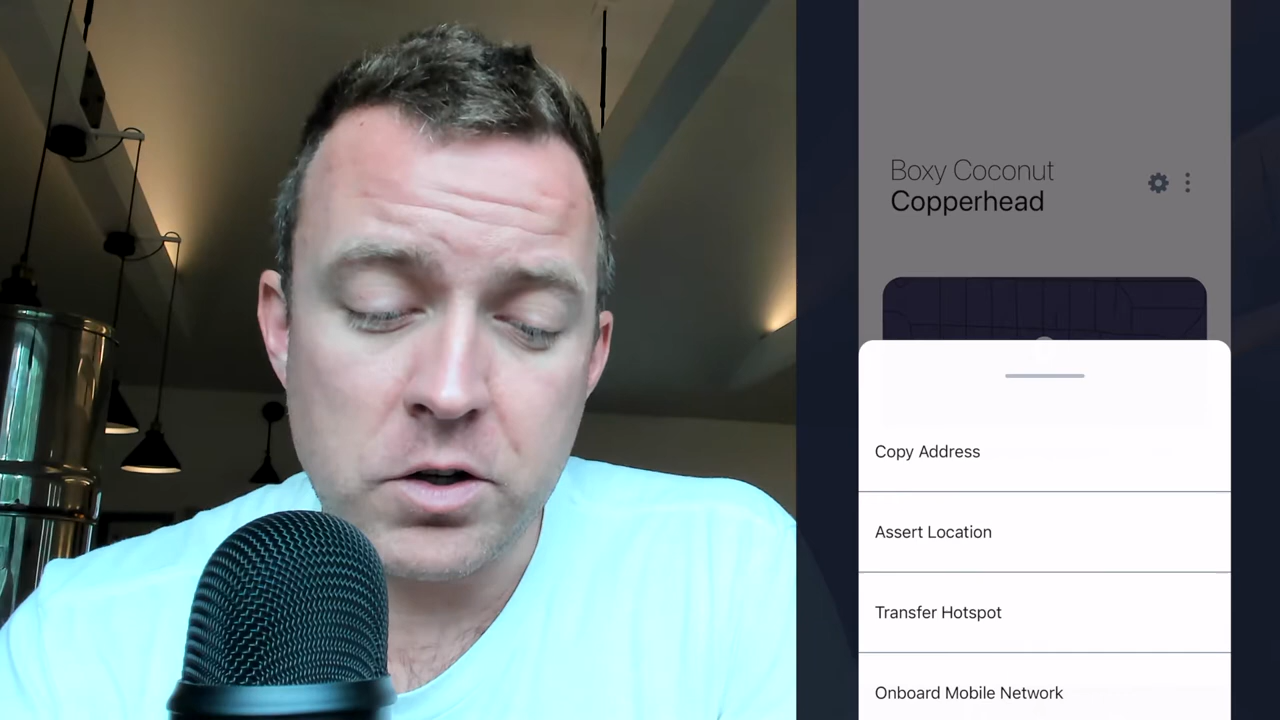 Boxy Coconut
Copperhead
Copy Address
Assert Location
Transfer Hotspot
Onboard Mobile Network